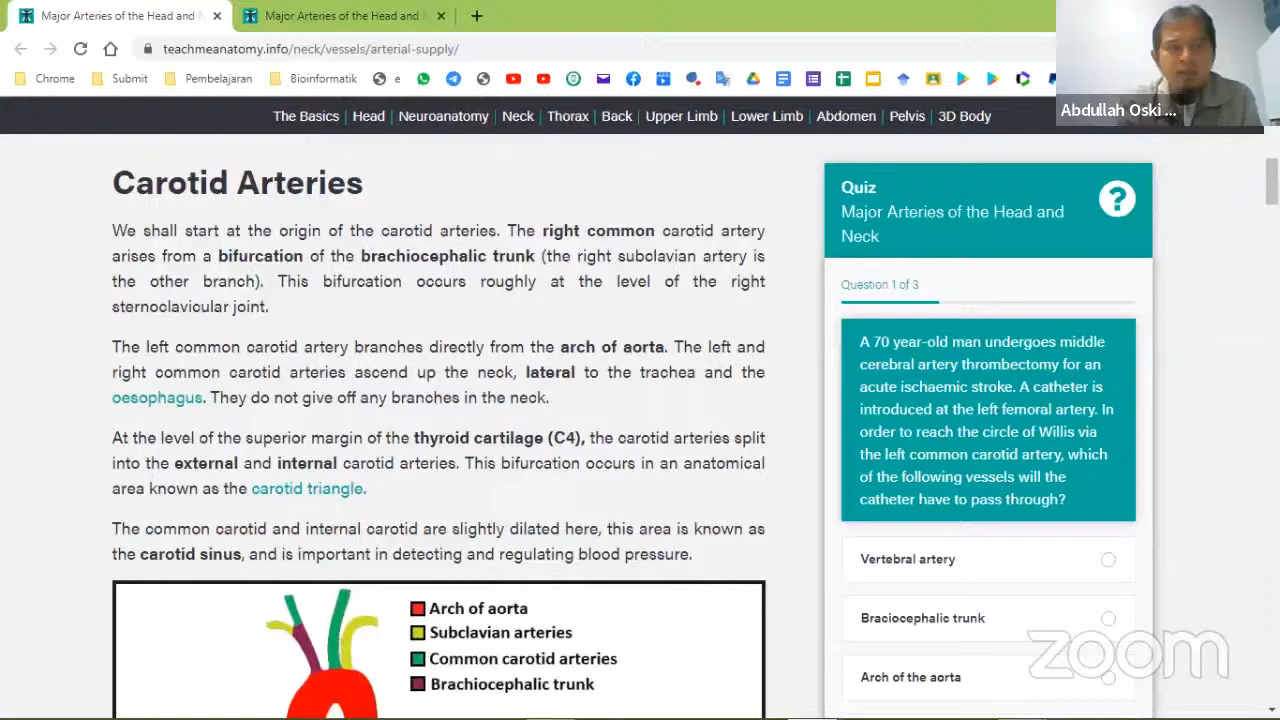 Major Arteries of the Head and
Major Arteries of the Head and
teachmeanatomy.info/neck/vessels/arterial-supply/
Chrome
Submit
Pembelajaran
Bioinformatik
e
Abdullah Oski ...
The Basics | Head | Neuroanatomy | Neck | Thorax | Back | Upper Limb | Lower Limb | Abdomen | Pelvis | 3D Body
Carotid Arteries
We shall start at the origin of the carotid arteries. The right common carotid artery
arises from a bifurcation of the brachiocephalic trunk (the right subclavian artery is
the other branch). This bifurcation occurs roughly at the level of the right
sternoclavicular joint.
The left common carotid artery branches directly from the arch of aorta. The left and
right common carotid arteries ascend up the neck, lateral to the trachea and the
oesophagus. They do not give off any branches in the neck.
At the level of the superior margin of the thyroid cartilage (C4), the carotid arteries split
into the external and internal carotid arteries. This bifurcation occurs in an anatomical
area known as the carotid triangle.
The common carotid and internal carotid are slightly dilated here, this area is known as
the carotid sinus, and is important in detecting and regulating blood pressure.
Arch of aorta
Subclavian arteries
Common carotid arteries
Brachiocephalic trunk
Quiz
Major Arteries of the Head and
Neck
?
Question 1 of 3
A 70 year-old man undergoes middle
cerebral artery thrombectomy for an
acute ischaemic stroke. A catheter is
introduced at the left femoral artery. In
order to reach the circle of Willis via
the left common carotid artery, which
of the following vessels will the
catheter have to pass through?
Vertebral artery
Braciocephalic trunk
Arch of the aorta
zoom